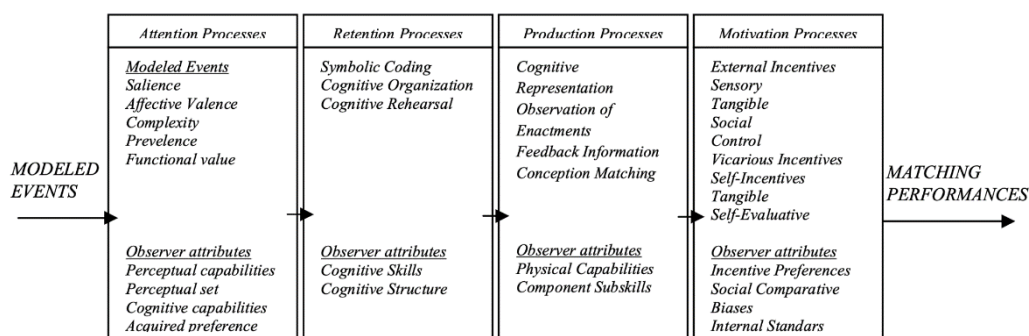 MODELED
EVENTS
Attention Processes
Modeled Events
Salience
Affective Valence
Complexity
Prevelence
Functional value
Observer attributes
Perceptual capabilities
Perceptual set
Cognitive capabilities
Acquired preference
Retention Processes
Symbolic Coding
Cognitive Organization
Cognitive Rehearsal
Observer attributes
Cognitive Skills
Cognitive Structure
Production Processes
Cognitive
Representation
Observation of
Enactments
Feedback Information
Conception Matching
Observer attributes
Physical Capabilities
Component Subskills
Motivation Processes
External Incentives
Sensory
Tangible
Social
Control
Vicarious Incentives
Self-Incentives
Tangible
Self-Evaluative
Observer attributes
Incentive Preferences
Social Comparative
Biases
Internal Standars
MATCHING
PERFORMANCES